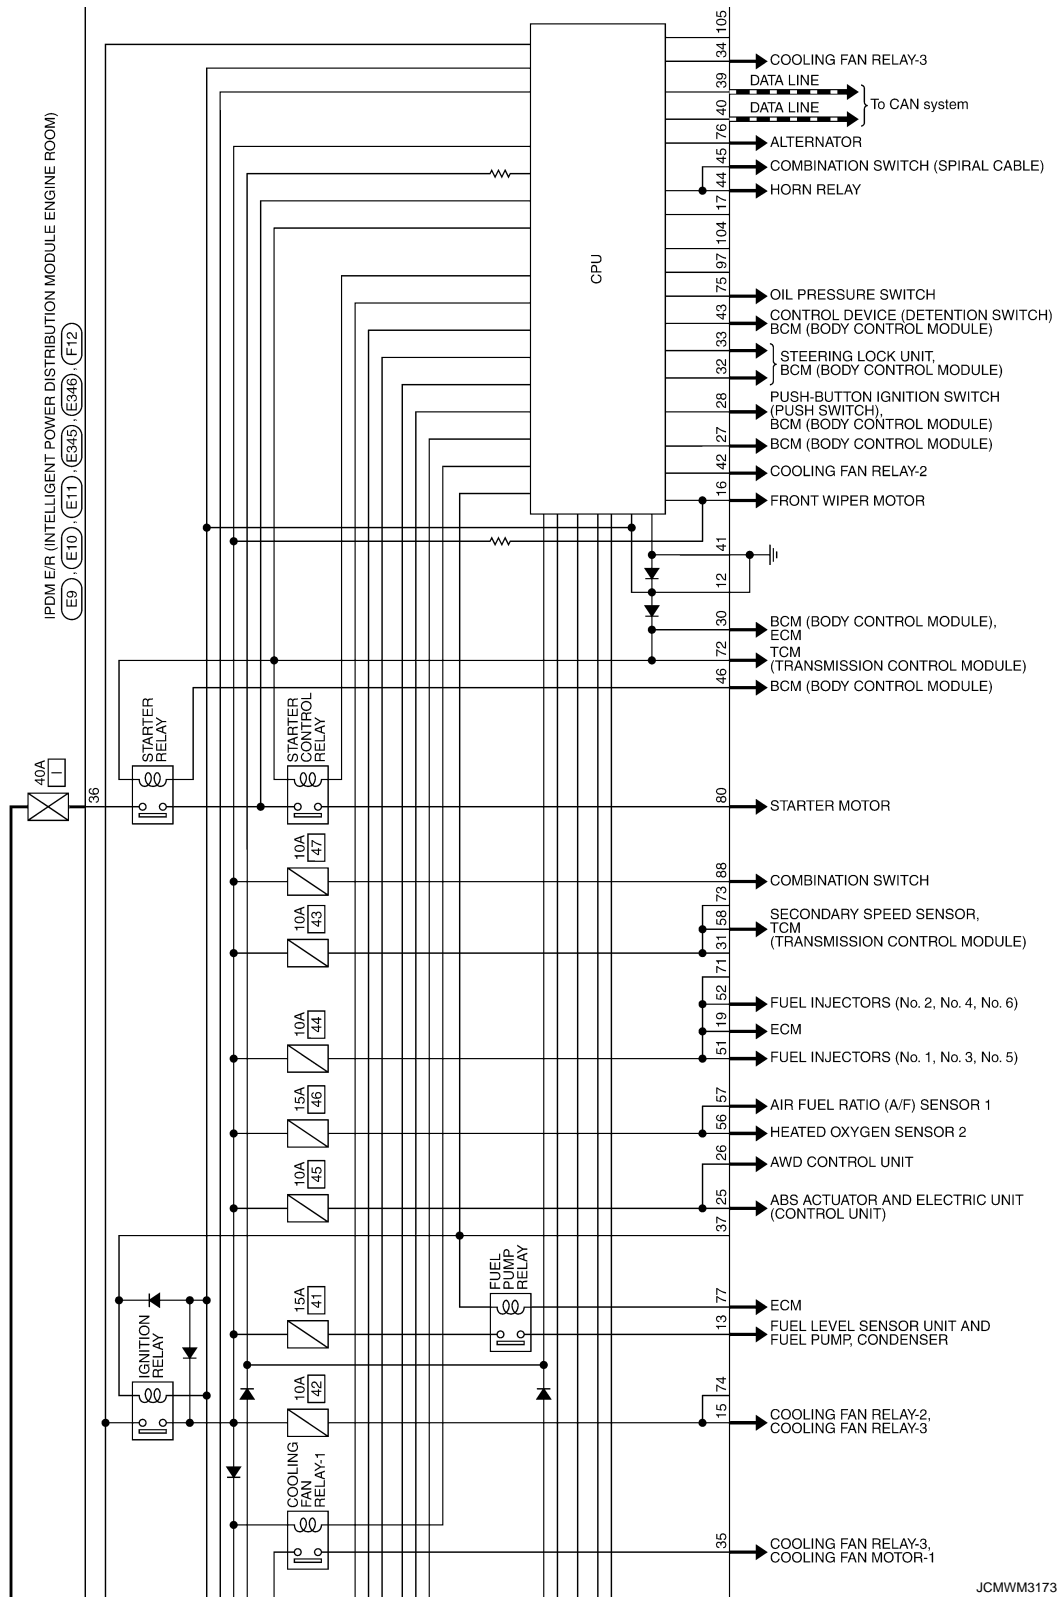 IPDM E/R (INTELLIGENT POWER DISTRIBUTION MODULE ENGINE ROOM)
E9 , E10 , E11 , E345 , E346 , F12
CPU
105
34
COOLING FAN RELAY-3
39
DATA LINE
40
DATA LINE
To CAN system
76
ALTERNATOR
45
COMBINATION SWITCH (SPIRAL CABLE)
44
HORN RELAY
17
104
97
75
OIL PRESSURE SWITCH
43
CONTROL DEVICE (DETENTION SWITCH)
BCM (BODY CONTROL MODULE)
33
32
STEERING LOCK UNIT,
BCM (BODY CONTROL MODULE)
28
PUSH-BUTTON IGNITION SWITCH
(PUSH SWITCH),
BCM (BODY CONTROL MODULE)
27
BCM (BODY CONTROL MODULE)
42
COOLING FAN RELAY-2
16
FRONT WIPER MOTOR
41
12
30
BCM (BODY CONTROL MODULE),
ECM
72
TCM
(TRANSMISSION CONTROL MODULE)
46
BCM (BODY CONTROL MODULE)
40A
I
36
STARTER
RELAY
STARTER
CONTROL
RELAY
80
STARTER MOTOR
10A
47
88
COMBINATION SWITCH
10A
43
73
58
31
SECONDARY SPEED SENSOR,
TCM
(TRANSMISSION CONTROL MODULE)
10A
44
71
52
FUEL INJECTORS (No. 2, No. 4, No. 6)
19
ECM
51
FUEL INJECTORS (No. 1, No. 3, No. 5)
15A
46
57
AIR FUEL RATIO (A/F) SENSOR 1
56
HEATED OXYGEN SENSOR 2
10A
45
26
AWD CONTROL UNIT
25
ABS ACTUATOR AND ELECTRIC UNIT
(CONTROL UNIT)
37
FUEL
PUMP
RELAY
15A
41
77
ECM
13
FUEL LEVEL SENSOR UNIT AND
FUEL PUMP, CONDENSER
IGNITION
RELAY
10A
42
74
15
COOLING FAN RELAY-2,
COOLING FAN RELAY-3
COOLING
FAN
RELAY-1
35
COOLING FAN RELAY-3,
COOLING FAN MOTOR-1
JCMWM3173